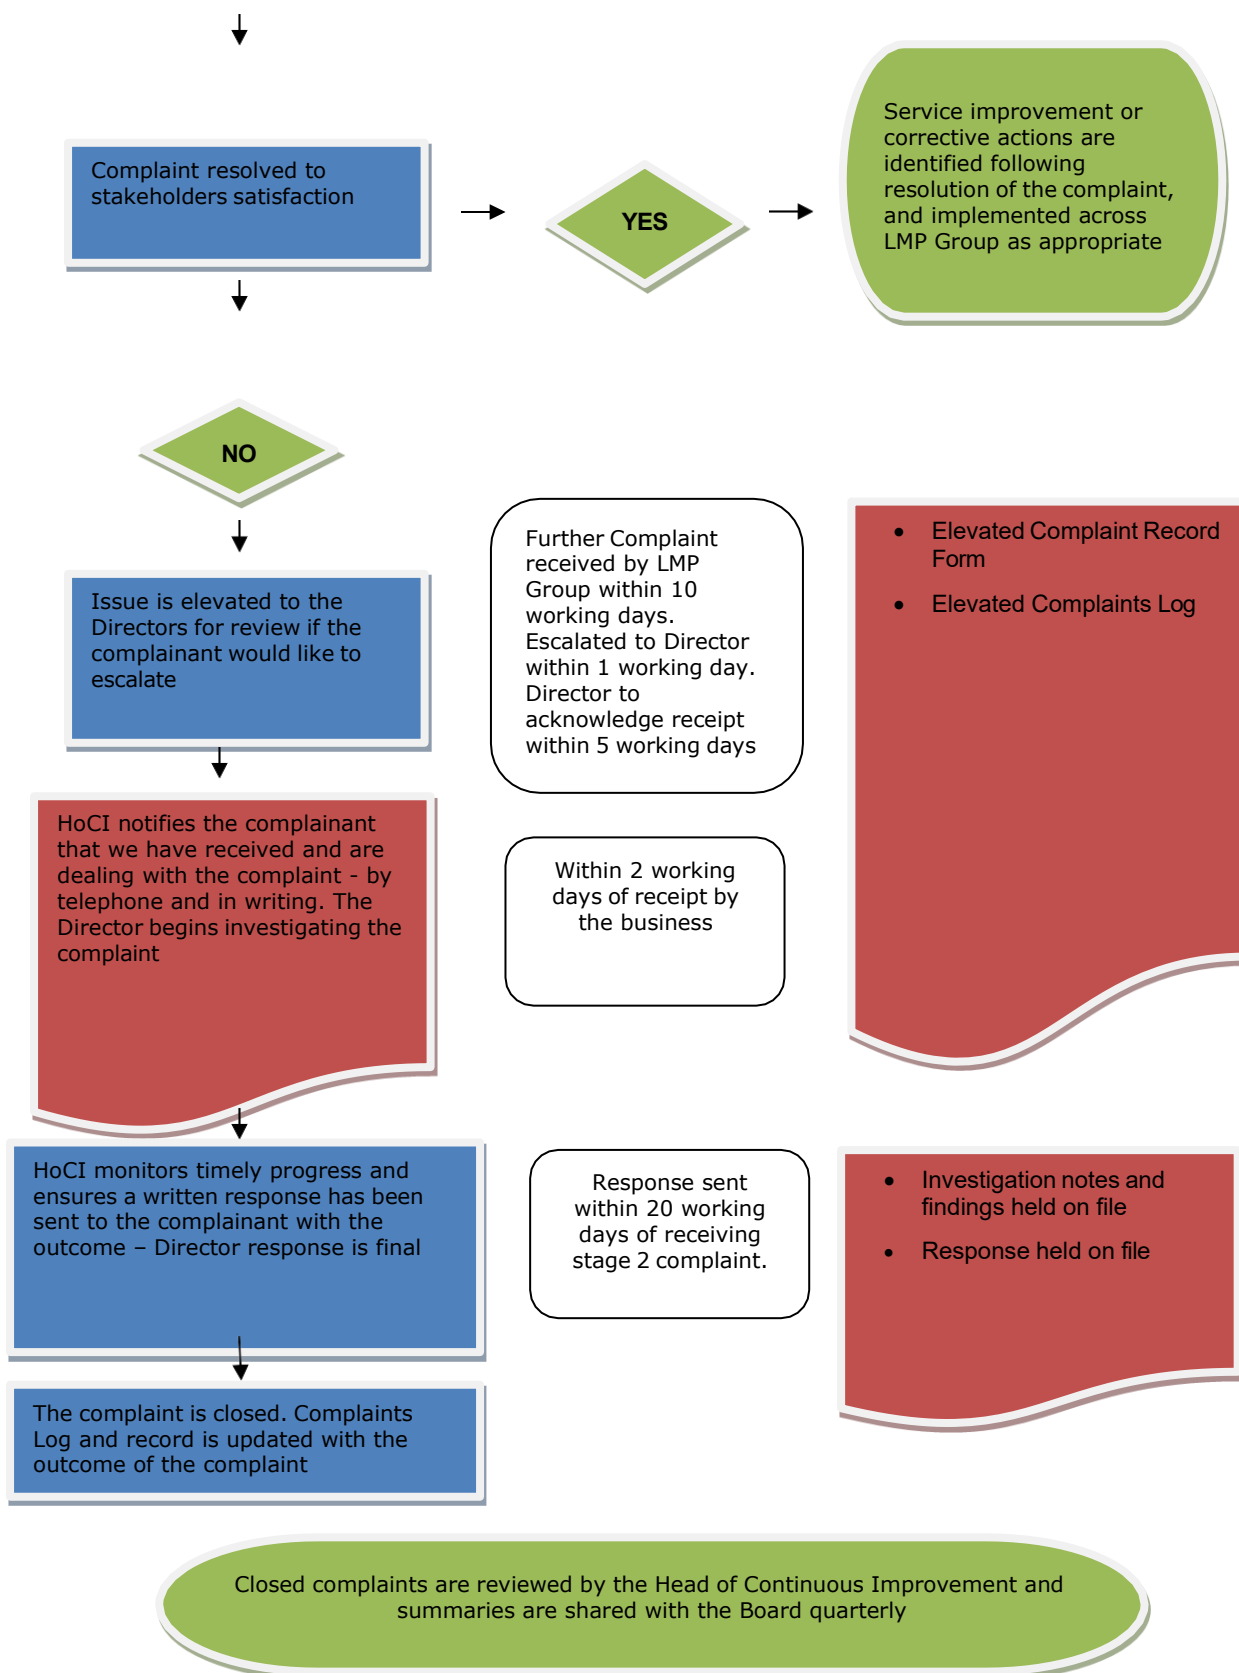 Complaint resolved to
stakeholders satisfaction
YES
Service improvement or
corrective actions are
identified following
resolution of the complaint,
and implemented across
LMP Group as appropriate
NO
Issue is elevated to the
Directors for review if the
complainant would like to
escalate
Further Complaint
received by LMP
Group within 10
working days.
Escalated to Director
within 1 working day.
Director to
acknowledge receipt
within 5 working days
• Elevated Complaint Record
Form
• Elevated Complaints Log
HoCI notifies the complainant
that we have received and are
dealing with the complaint - by
telephone and in writing. The
Director begins investigating the
complaint
Within 2 working
days of receipt by
the business
HoCI monitors timely progress and
ensures a written response has been
sent to the complainant with the
outcome – Director response is final
Response sent
within 20 working
days of receiving
stage 2 complaint.
• Investigation notes and
findings held on file
• Response held on file
The complaint is closed. Complaints
Log and record is updated with the
outcome of the complaint
Closed complaints are reviewed by the Head of Continuous Improvement and
summaries are shared with the Board quarterly